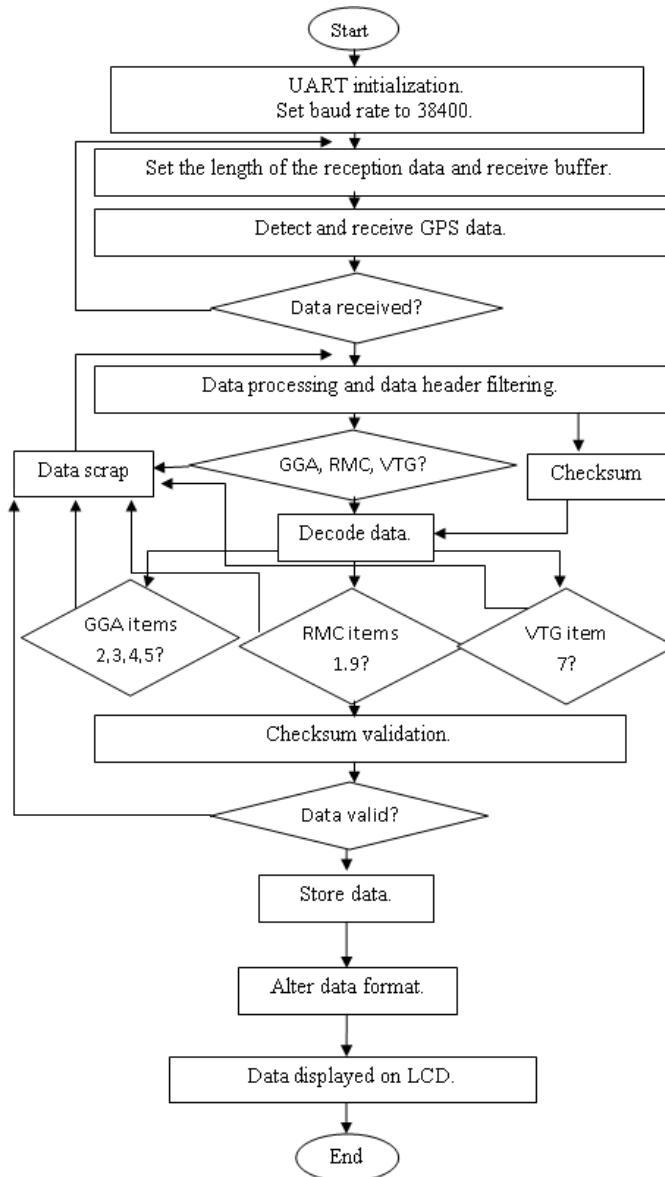 Start
UART initialization.
Set baud rate to 38400.
Set the length of the reception data and receive buffer.
Detect and receive GPS data.
Data received?
Data processing and data header filtering.
Data scrap
GGA, RMC, VTG?
Checksum
Decode data.
GGA items
2,3,4,5?
RMC items
1.9?
VTG item
7?
Checksum validation.
Data valid?
Store data.
Alter data format.
Data displayed on LCD.
End